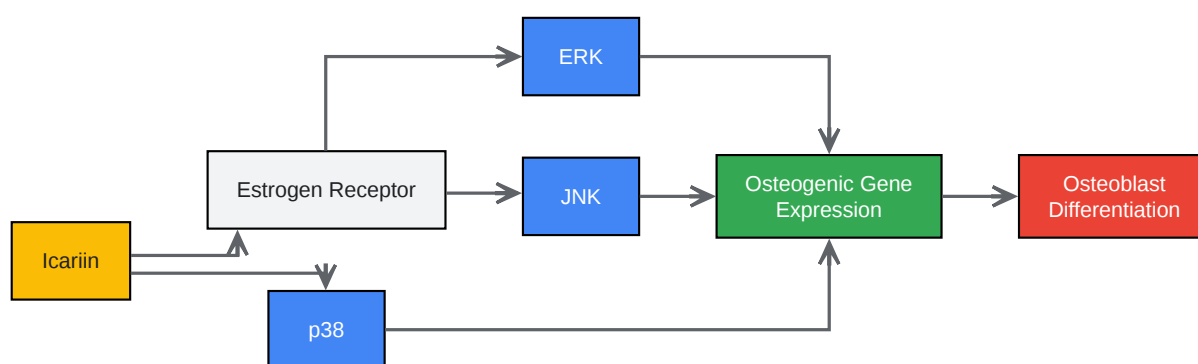 ERK
Estrogen Receptor
JNK
Osteogenic Gene
Expression
Osteoblast
Differentiation
Icariin
p38